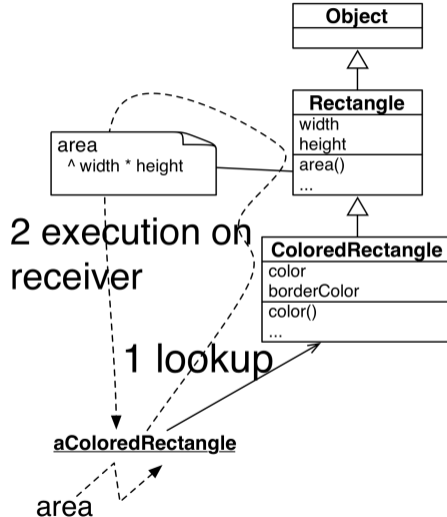 Object
Rectangle
width
height
area()
...
area
^ width * height
2 execution on
receiver
ColoredRectangle
color
borderColor
color()
...
1 lookup
aColoredRectangle
area